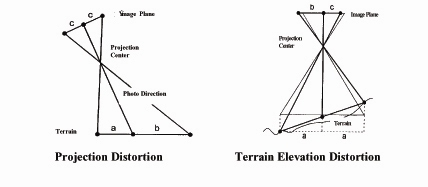 c c Image Plane
Projection
Center
Photo Direction
Terrain
a b
Projection Distortion
b c
Image Plane
Projection
Center
Terrain
a a
Terrain Elevation Distortion